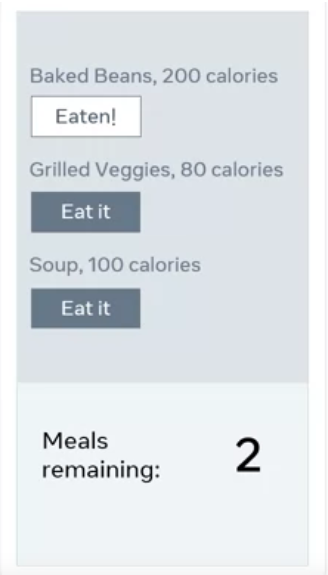 Baked Beans, 200 calories
Eaten!
Grilled Veggies, 80 calories
Eat it
Soup, 100 calories
Eat it
Meals
remaining:
2